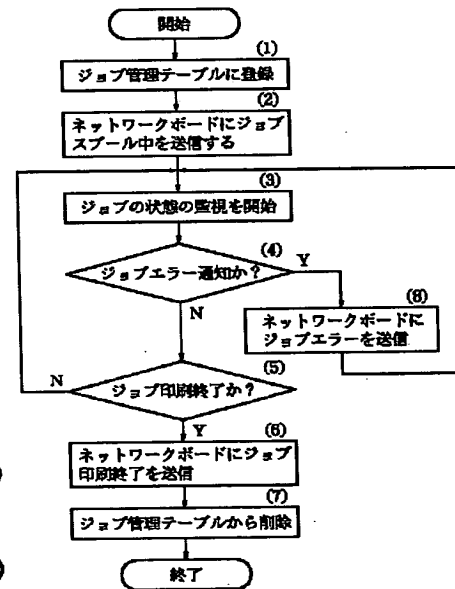 開始
(1)
ジョブ管理テーブルに登録
(2)
ネットワークボードにジョブ
スプール中を送信する
(3)
ジョブの状態の監視を開始
(4)
ジョブエラー通知か?
Y
N
(8)
ネットワークボードに
ジョブエラーを送信
(5)
ジョブ印刷終了か?
N
Y
(6)
ネットワークボードにジョブ
印刷終了を送信
(7)
ジョブ管理テーブルから削除
終了